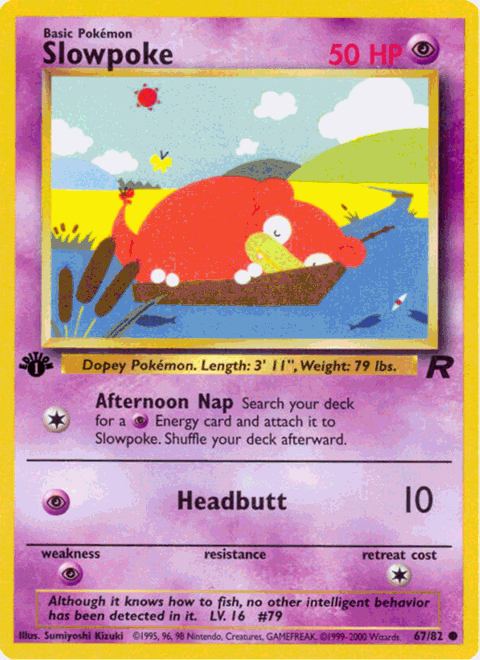 Basic Pokémon
Slowpoke 50 HP
EDITION
1
Dopey Pokémon. Length: 3' 11", Weight: 79 lbs.
R
Afternoon Nap Search your deck
for a Energy card and attach it to
Slowpoke. Shuffle your deck afterward.
Headbutt 10
weakness resistance retreat cost
Although it knows how to fish, no other intelligent behavior
has been detected in it. LV. 16 #79
Illus. Sumiyoshi Kizuki ©1995, 96, 98 Nintendo, Creatures, GAMEFREAK. ©1999-2000 Wizards. 67/82